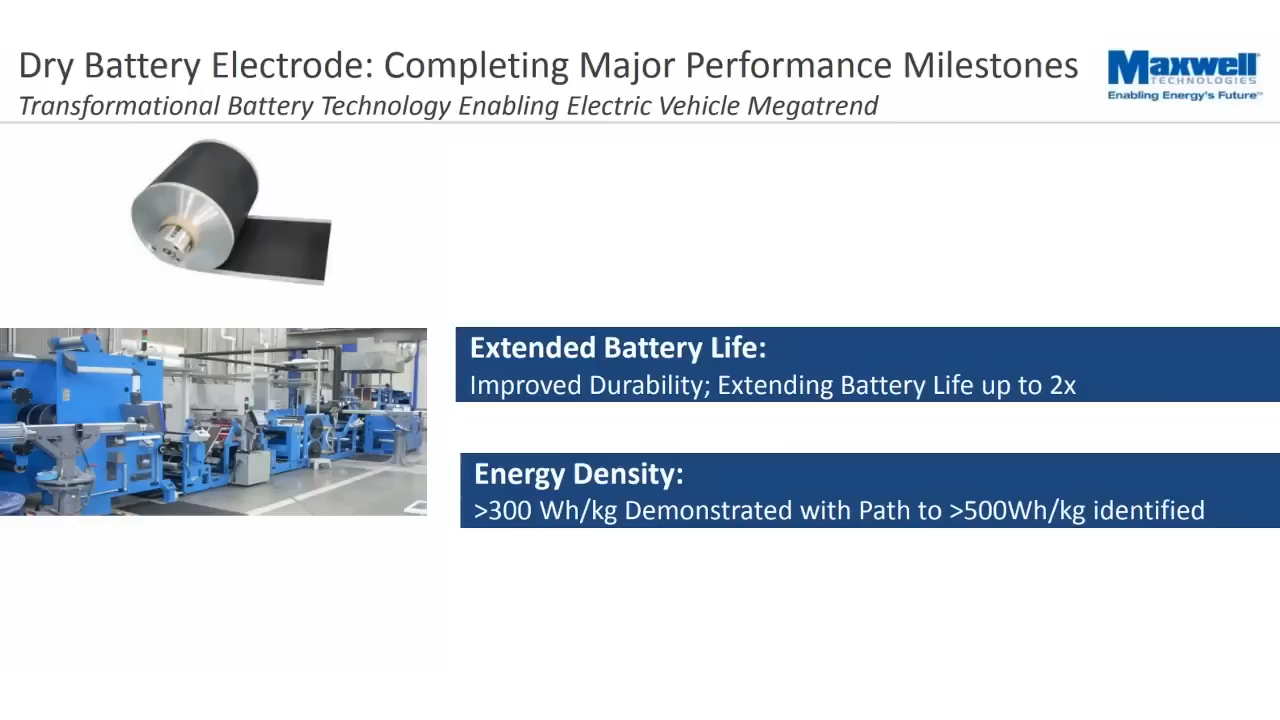 Dry Battery Electrode: Completing Major Performance Milestones
Transformational Battery Technology Enabling Electric Vehicle Megatrend
Maxwell
TECHNOLOGIES
Enabling Energy's Future™
Extended Battery Life:
Improved Durability; Extending Battery Life up to 2x
Energy Density:
>300 Wh/kg Demonstrated with Path to >500Wh/kg identified